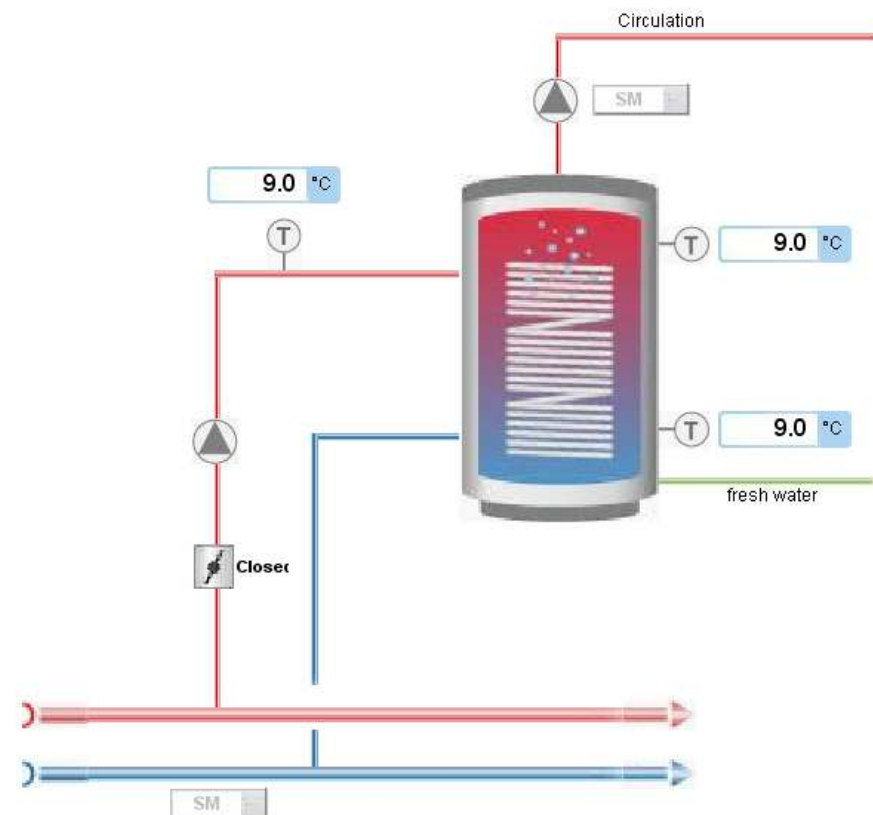 Circulation
SM
9.0 °C
T
T 9.0 °C
T 9.0 °C
fresh water
Closed
SM